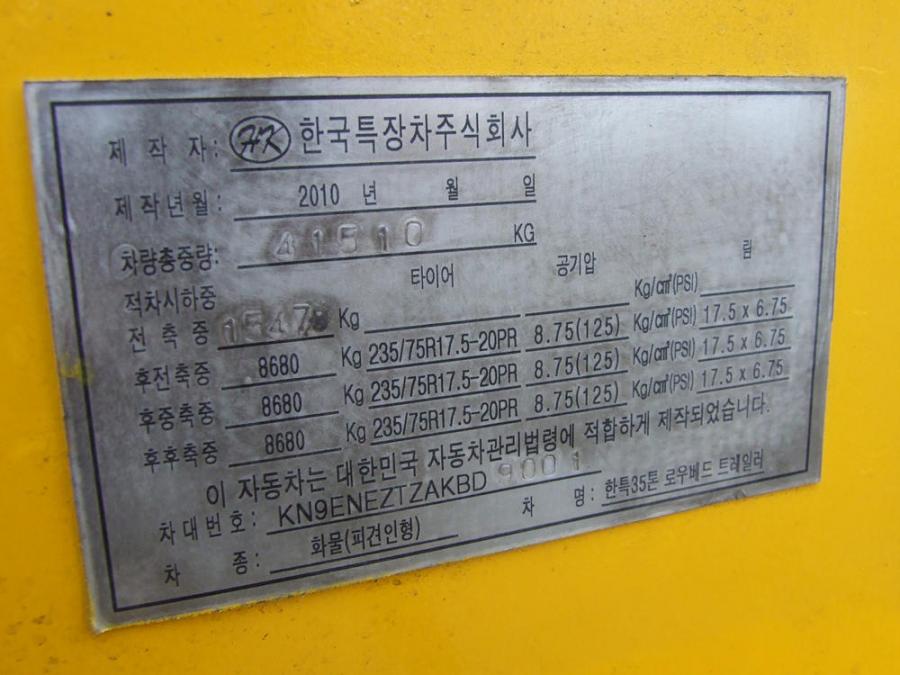 제 작 자: HK 한국특장차주식회사
제작년월: 2010 년 월 일
차량총중량: 41510 KG
적차시하중 타이어 공기압 림
전 축 중 15470 Kg Kg/㎠(PSI)
후전축중 8680 Kg 235/75R17.5-20PR 8.75(125) Kg/㎠(PSI) 17.5 x 6.75
후중축중 8680 Kg 235/75R17.5-20PR 8.75(125) Kg/㎠(PSI) 17.5 x 6.75
후후축중 8680 Kg 235/75R17.5-20PR 8.75(125) Kg/㎠(PSI) 17.5 x 6.75
이 자동차는 대한민국 자동차관리법령에 적합하게 제작되었습니다.
차대번호: KN9ENEZTZAKBD9001 차 명: 한특35톤 로우베드 트레일러
차 종: 화물(피견인형)